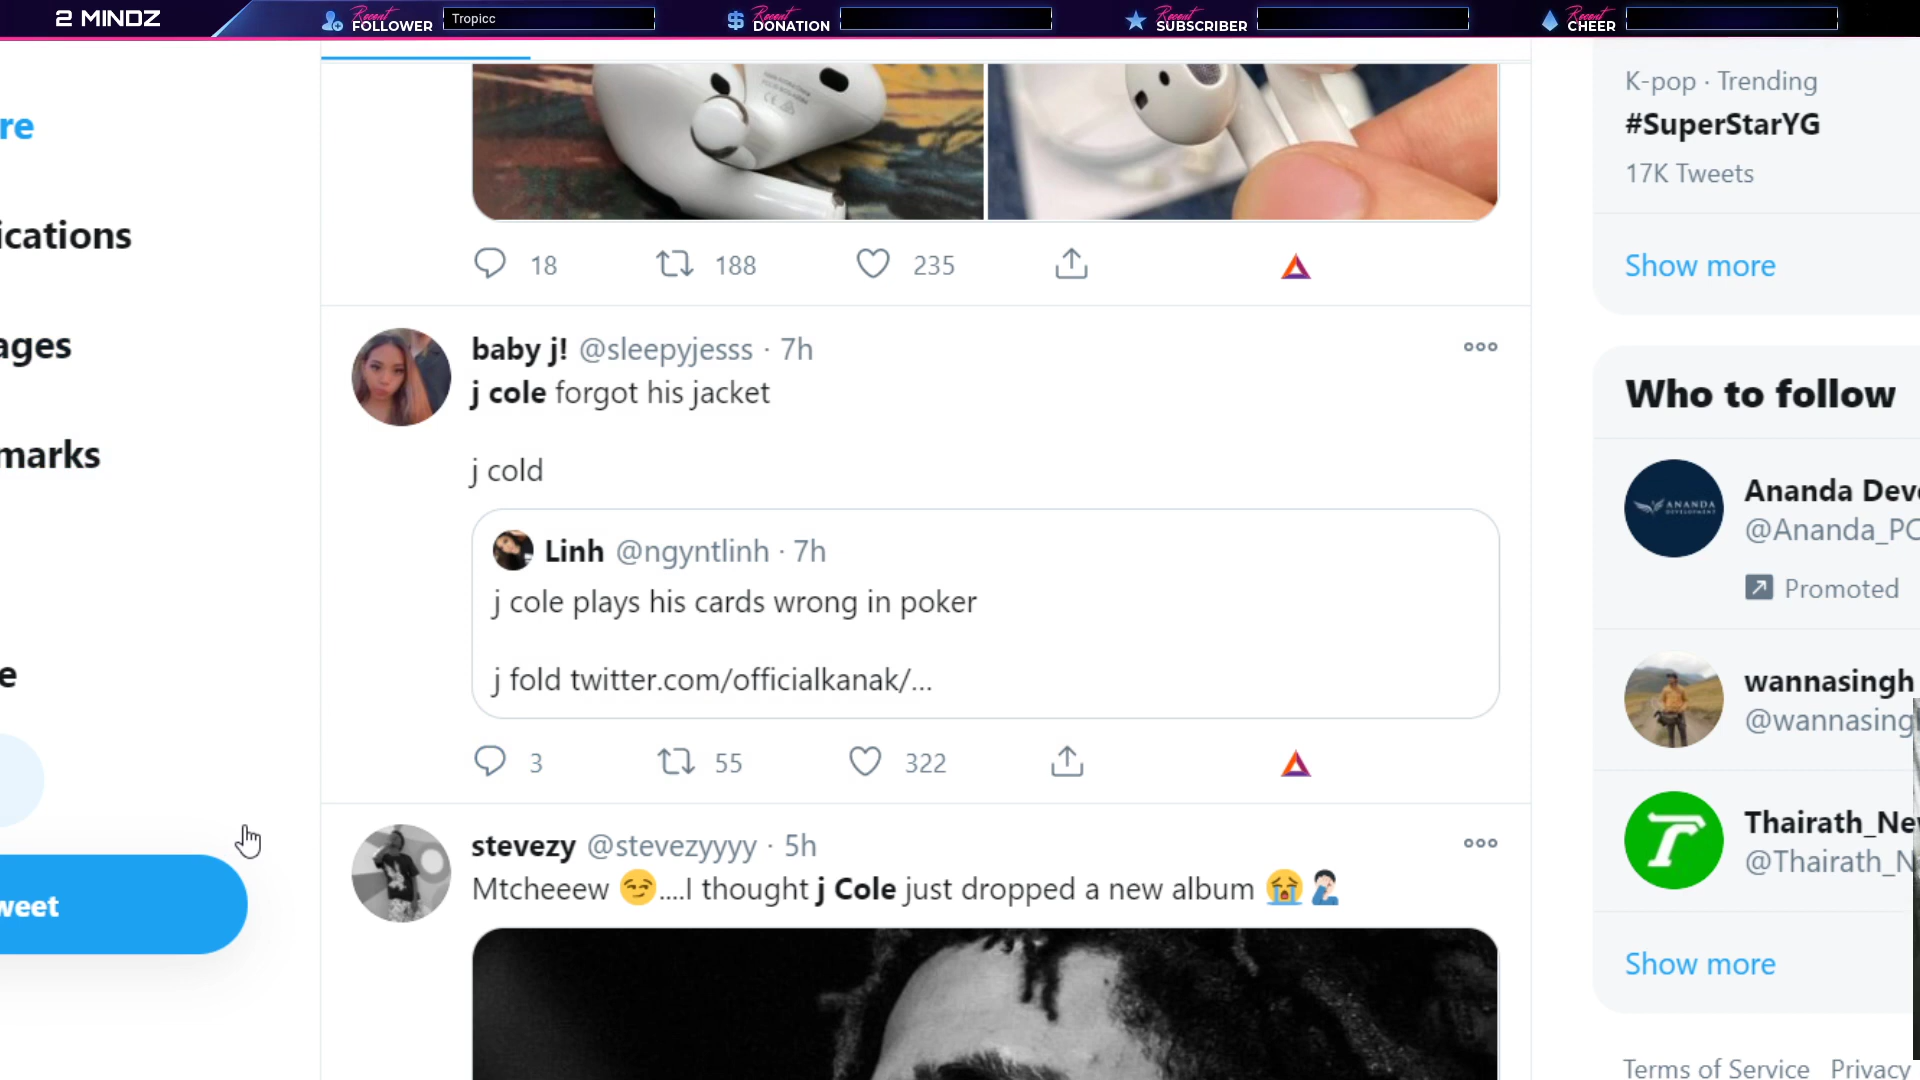 2 MINDZ
Recent FOLLOWER Tropicc
Recent DONATION
Recent SUBSCRIBER
Recent CHEER
re
ications
ages
marks
e
weet
18 188 235
baby j! @sleepyjesss · 7h
j cole forgot his jacket
j cold
Linh @ngyntlinh · 7h
j cole plays his cards wrong in poker
j fold twitter.com/officialkanak/...
3 55 322
stevezy @stevezyyyy · 5h
Mtcheeew 😏....I thought j Cole just dropped a new album 😭🤦🏻‍♂️
K-pop · Trending
#SuperStarYG
17K Tweets
Show more
Who to follow
ANANDA
Ananda Deve
@Ananda_PC
Promoted
wannasingh
@wannasing
Thairath_Ne
@Thairath_N
Show more
Terms of Service Privacy